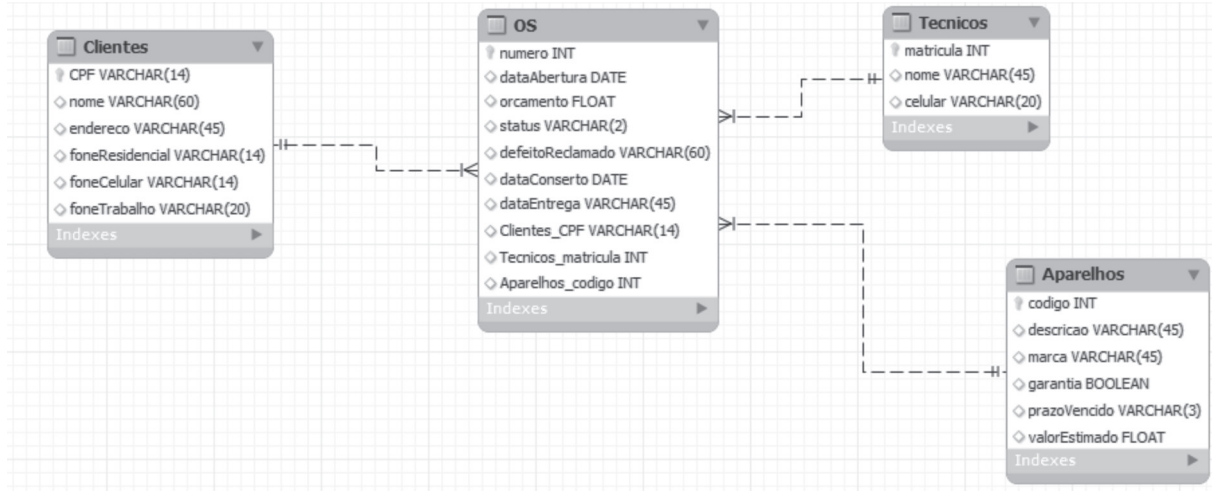 Clientes
CPF VARCHAR(14)
nome VARCHAR(60)
endereco VARCHAR(45)
foneResidencial VARCHAR(14)
foneCelular VARCHAR(14)
foneTrabalho VARCHAR(20)
Indexes
OS
numero INT
dataAbertura DATE
orcamento FLOAT
status VARCHAR(2)
defeitoReclamado VARCHAR(60)
dataConserto DATE
dataEntrega VARCHAR(45)
Clientes_CPF VARCHAR(14)
Tecnicos_matricula INT
Aparelhos_codigo INT
Indexes
Tecnicos
matricula INT
nome VARCHAR(45)
celular VARCHAR(20)
Indexes
Aparelhos
codigo INT
descricao VARCHAR(45)
marca VARCHAR(45)
garantia BOOLEAN
prazoVencido VARCHAR(3)
valorEstimado FLOAT
Indexes